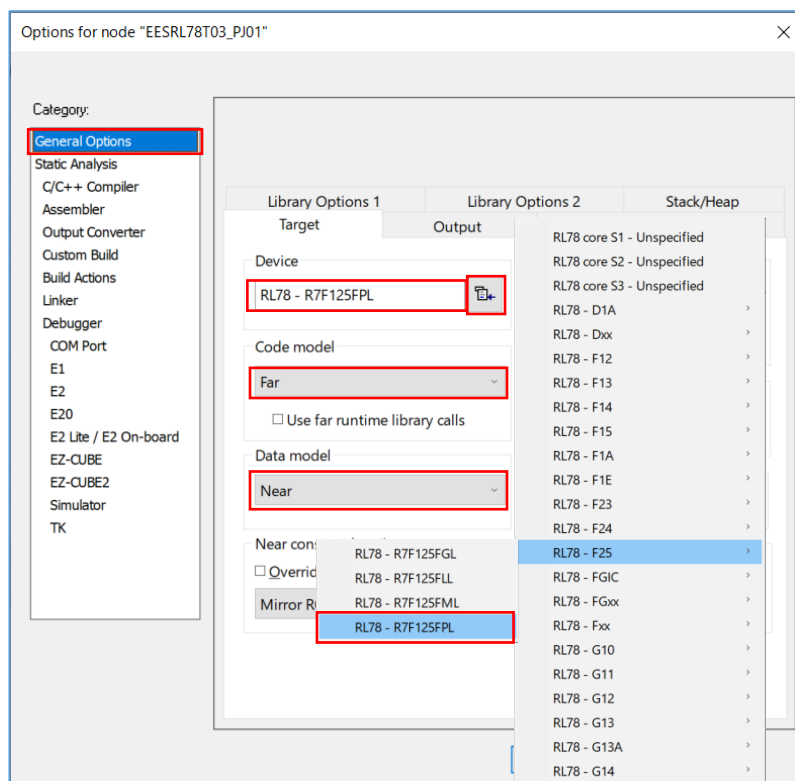 Options for node "EESRL78T03_PJ01"
Category:
General Options
Static Analysis
C/C++ Compiler
Assembler
Output Converter
Custom Build
Build Actions
Linker
Debugger
COM Port
E1
E2
E20
E2 Lite / E2 On-board
EZ-CUBE
EZ-CUBE2
Simulator
TK
Library Options 1
Library Options 2
Stack/Heap
Target
Output
Device
RL78 - R7F125FPL
Code model
Far
Use far runtime library calls
Data model
Near
Near
Mirror
RL78 - R7F125FGL
RL78 - R7F125FLL
RL78 - R7F125FML
RL78 - R7F125FPL
RL78 core S1 - Unspecified
RL78 core S2 - Unspecified
RL78 core S3 - Unspecified
RL78 - D1A
RL78 - Dxx
RL78 - F12
RL78 - F13
RL78 - F14
RL78 - F15
RL78 - F1A
RL78 - F1E
RL78 - F23
RL78 - F24
RL78 - F25
RL78 - FGIC
RL78 - FGxx
RL78 - Fxx
RL78 - G10
RL78 - G11
RL78 - G12
RL78 - G13
RL78 - G13A
RL78 - G14